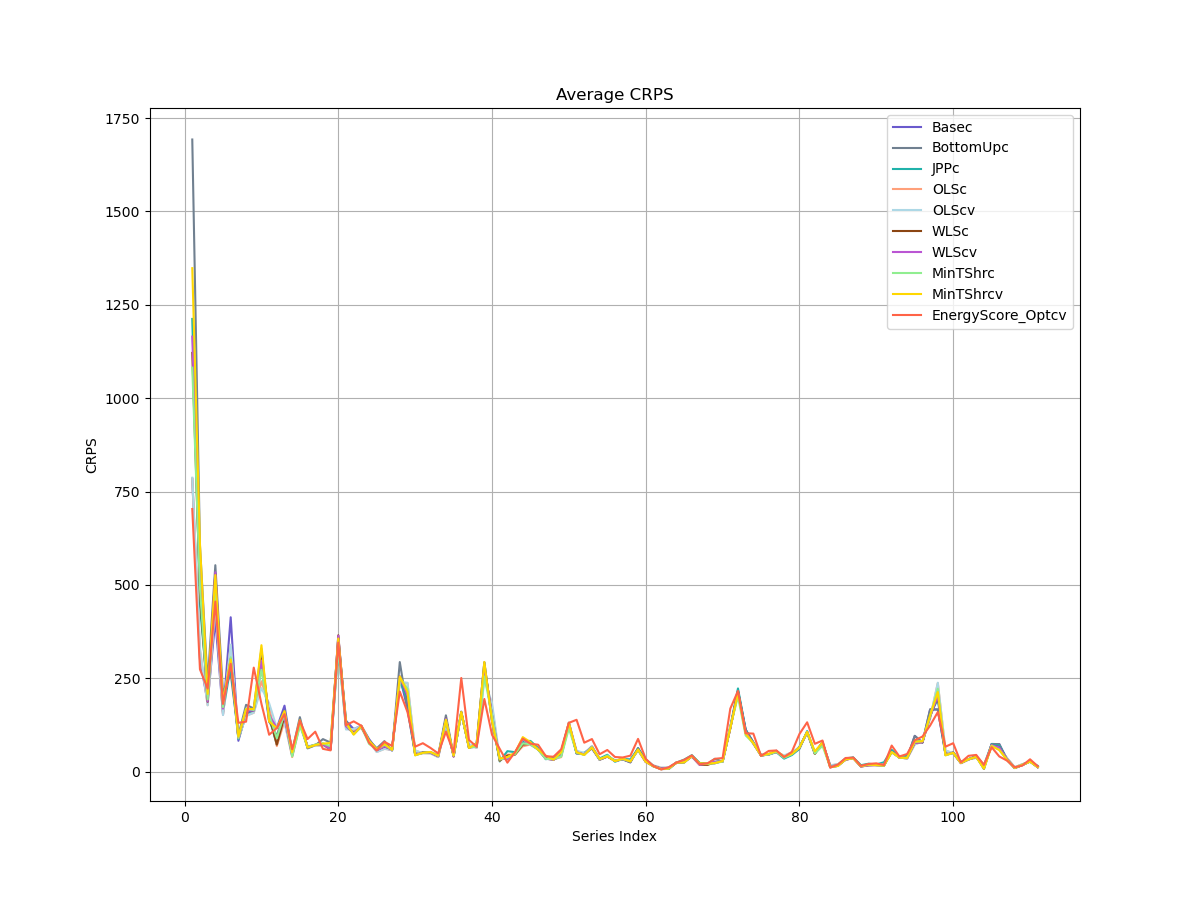 Average CRPS
1750
1500
1250
1000
750
500
250
0
CRPS
0
20
40
60
80
100
Series Index
Basec
BottomUpc
JPPc
OLSc
OLScv
WLSc
WLScv
MinTShrc
MinTShrcv
EnergyScore_Optcv